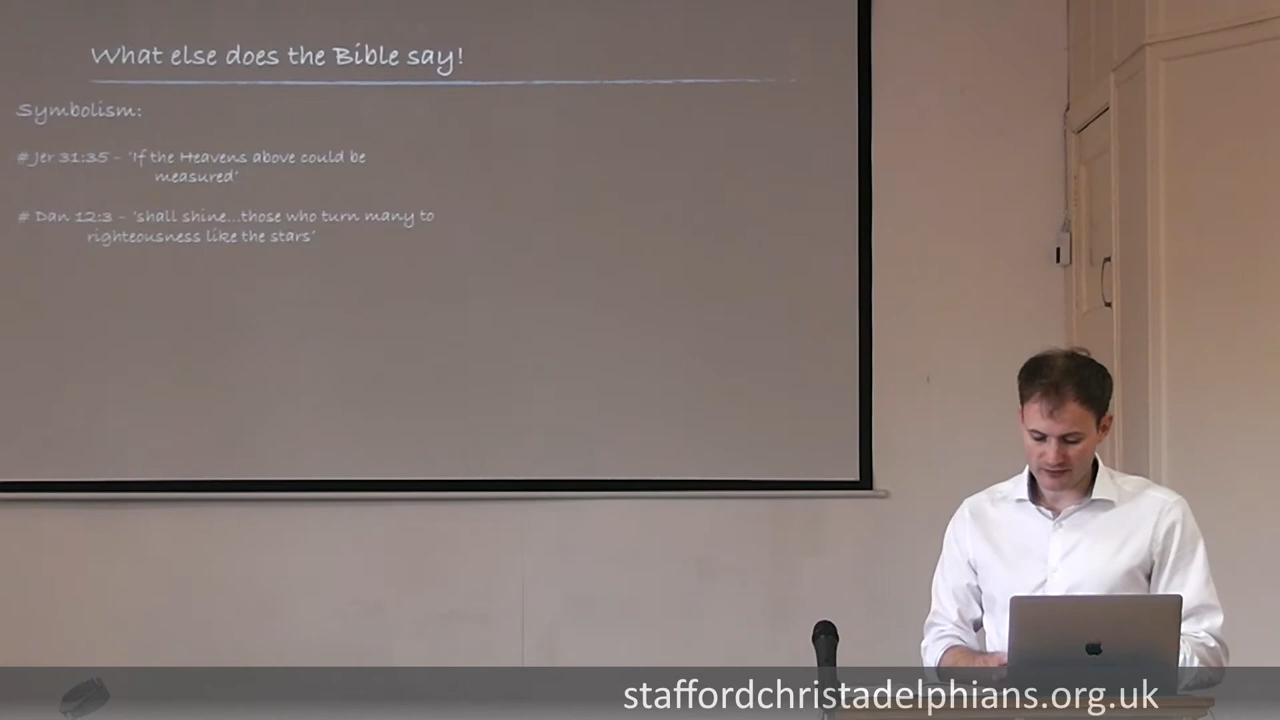 What else does the Bible say!
Symbolism:
# Jer 31:35 - 'If the Heavens above could be
measured'
# Dan 12:3 - 'shall shine...those who turn many to
righteousness like the stars'
staffordchristadelphians.org.uk